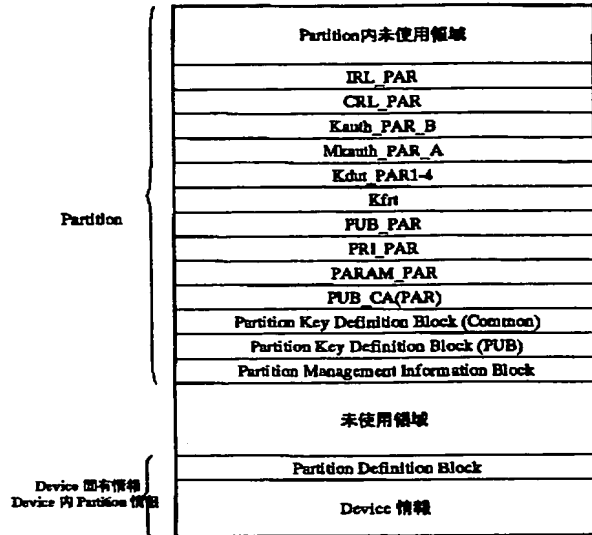 Partition内未使用領域
IRL_PAR
CRL_PAR
Kauth_PAR_B
Mkauth_PAR_A
Kdut_PAR1-4
Kfrt
PUB_PAR
PRI_PAR
PARAM_PAR
PUB_CA(PAR)
Partition Key Definition Block (Common)
Partition Key Definition Block (PUB)
Partition Management Information Block
Partition
未使用領域
Partition Definition Block
Device 情報
Device 固有情報
Device 内 Partition 情報